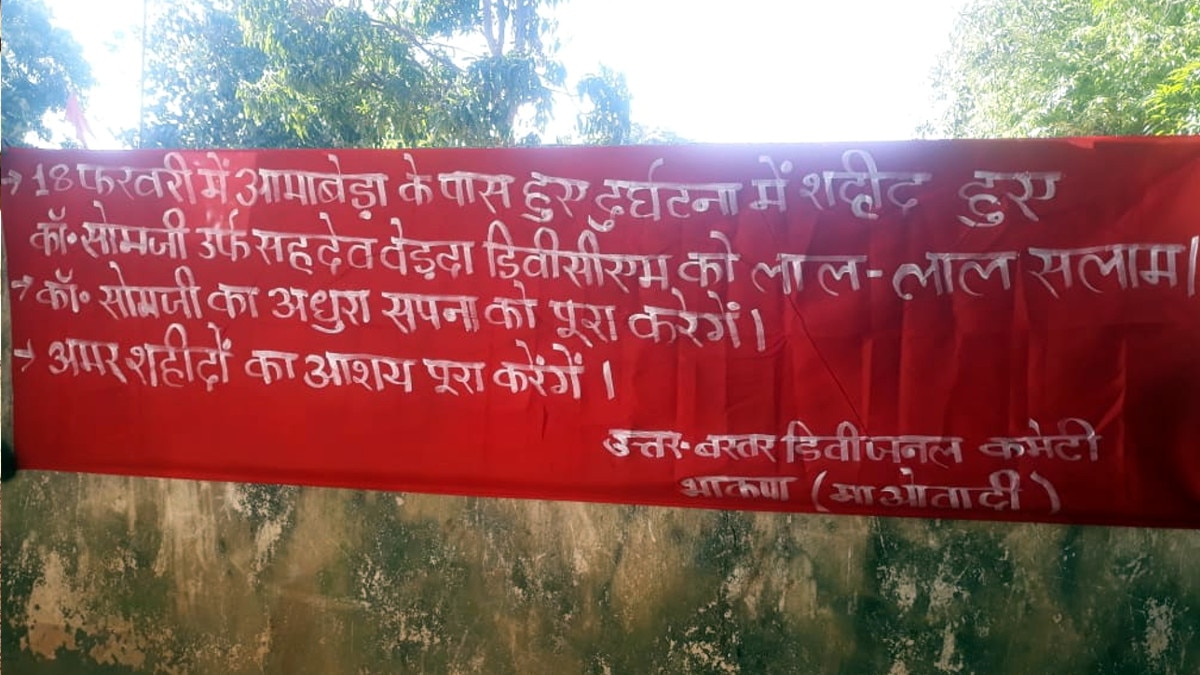 → 18 फरवरी में आमाबेड़ा के पास हुए दुर्घटना में शहीद हुए
कॉ॰ सोमजी उर्फ सहदेव वेड़दा डिवीसीएम को लाल-लाल सलाम।
→ कॉ॰ सोमजी का अधुरा सपना को पूरा करेगें।
→ अमर शहीदों का आशय पूरा करेंगें।
उत्तर-बस्तर डिवीजनल कमेटी
भाकपा (माओवादी)